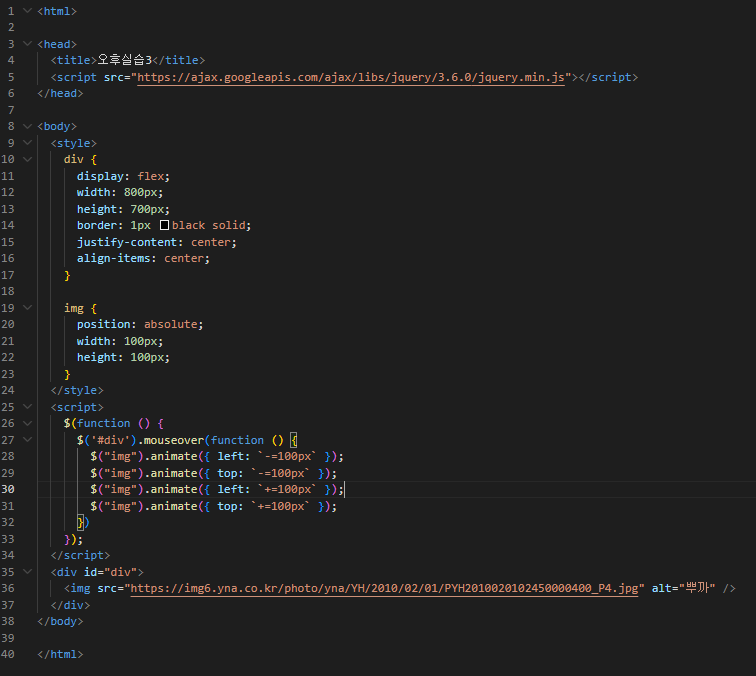 1 <html>
2
3 <head>
4 <title>오후실습3</title>
5 <script src="https://ajax.googleapis.com/ajax/libs/jquery/3.6.0/jquery.min.js"></script>
6 </head>
7
8 <body>
9 <style>
10 div {
11 display: flex;
12 width: 800px;
13 height: 700px;
14 border: 1px black solid;
15 justify-content: center;
16 align-items: center;
17 }
18
19 img {
20 position: absolute;
21 width: 100px;
22 height: 100px;
23 }
24 </style>
25 <script>
26 $(function () {
27 $('#div').mouseover(function () {
28 $("img").animate({ left: `-=100px` });
29 $("img").animate({ top: `-=100px` });
30 $("img").animate({ left: `+=100px` });
31 $("img").animate({ top: `+=100px` });
32 })
33 });
34 </script>
35 <div id="div">
36 <img src="https://img6.yna.co.kr/photo/yna/YH/2010/02/01/PYH2010020102450000400_P4.jpg" alt="뿌까" />
37 </div>
38 </body>
39
40 </html>